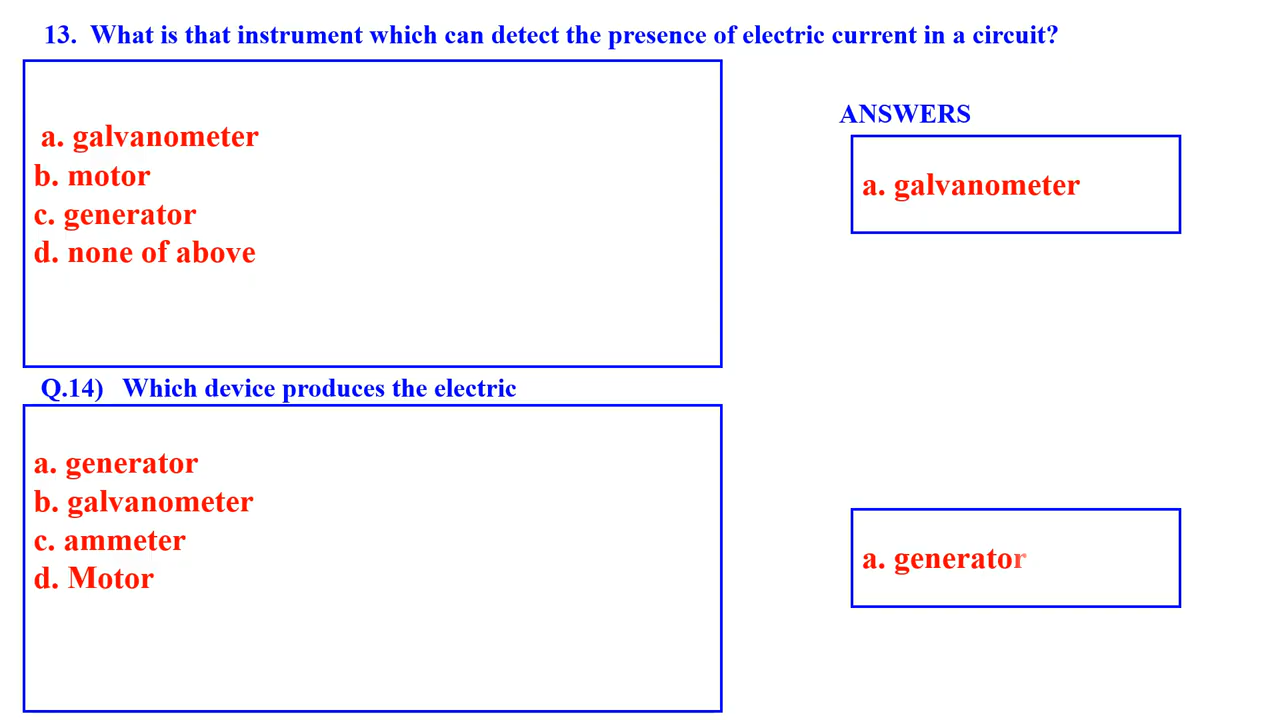 13. What is that instrument which can detect the presence of electric current in a circuit?
a. galvanometer
b. motor
c. generator
d. none of above
ANSWERS
a. galvanometer
Q.14) Which device produces the electric
a. generator
b. galvanometer
c. ammeter
d. Motor
a. generator